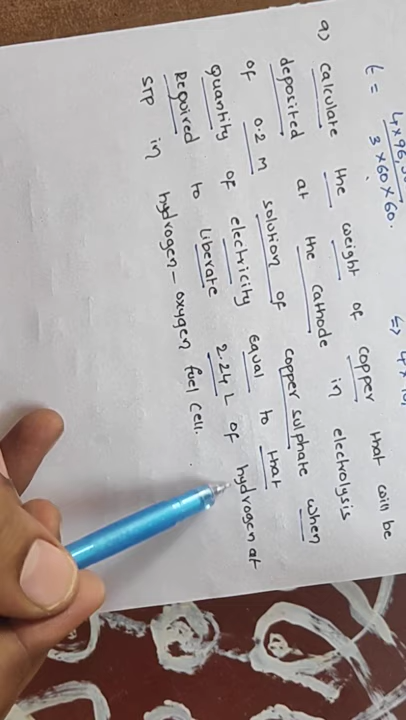 t =
3 × 60 × 60.
⇒ 4 ×
9) calculate the weight of copper that will be
deposited at the cathode in electrolysis
of 0.2 M solution of copper sulphate when
quantity of electricity equal to that
Required to liberate 2.24 L of hydrogen at
STP in hydrogen - oxygen fuel cell.